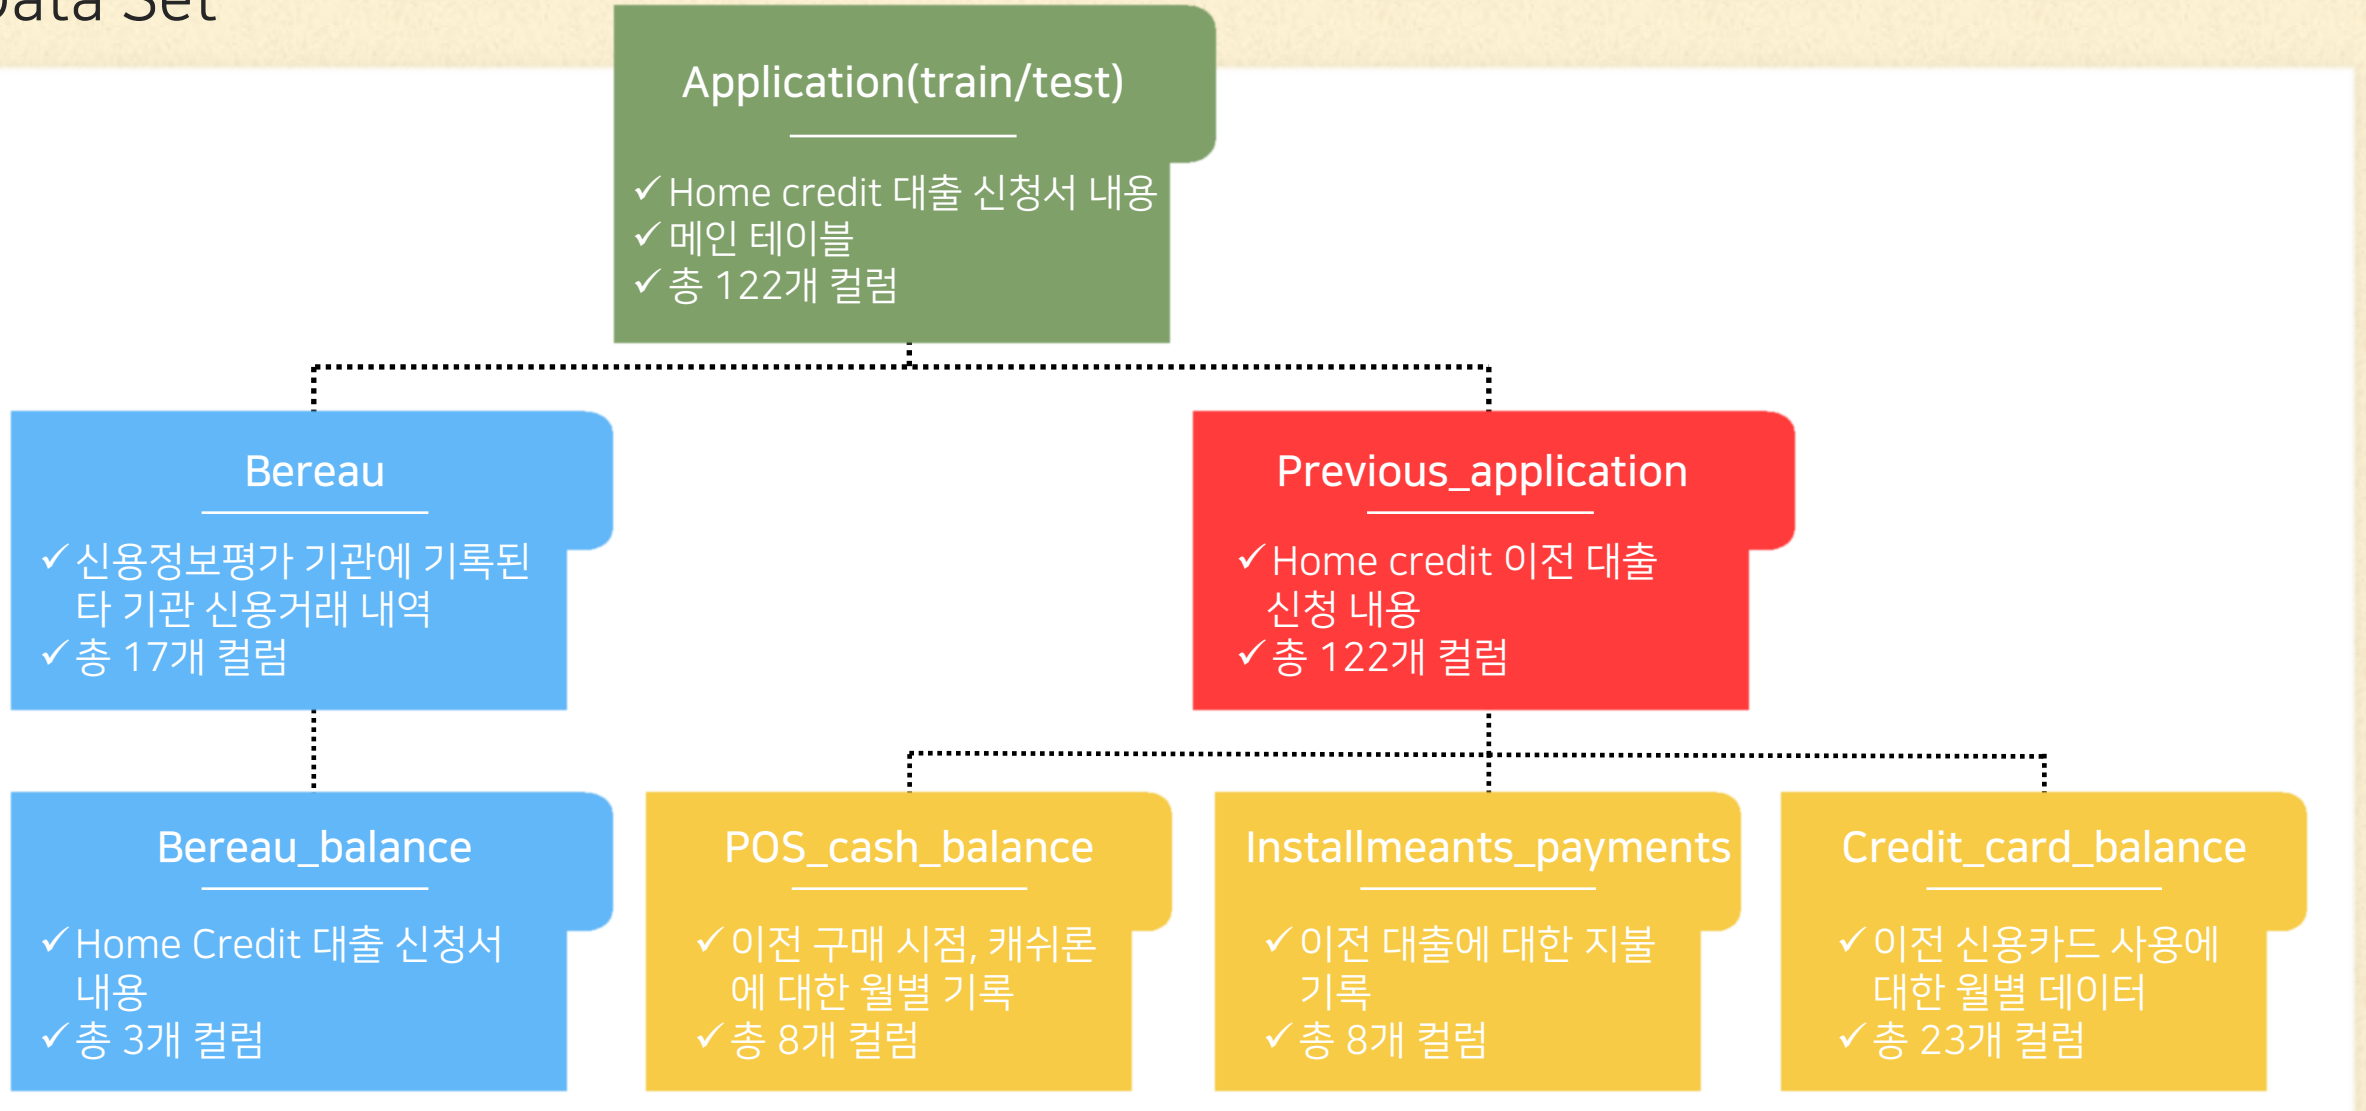 Data Set
Application(train/test)
✓ Home credit 대출 신청서 내용
✓ 메인 테이블
✓ 총 122개 컬럼
Bereau
✓ 신용정보평가 기관에 기록된
타 기관 신용거래 내역
✓ 총 17개 컬럼
Previous_application
✓ Home credit 이전 대출
신청 내용
✓ 총 122개 컬럼
Bereau_balance
✓ Home Credit 대출 신청서
내용
✓ 총 3개 컬럼
POS_cash_balance
✓ 이전 구매 시점, 캐쉬론
에 대한 월별 기록
✓ 총 8개 컬럼
Installmeants_payments
✓ 이전 대출에 대한 지불
기록
✓ 총 8개 컬럼
Credit_card_balance
✓ 이전 신용카드 사용에
대한 월별 데이터
✓ 총 23개 컬럼